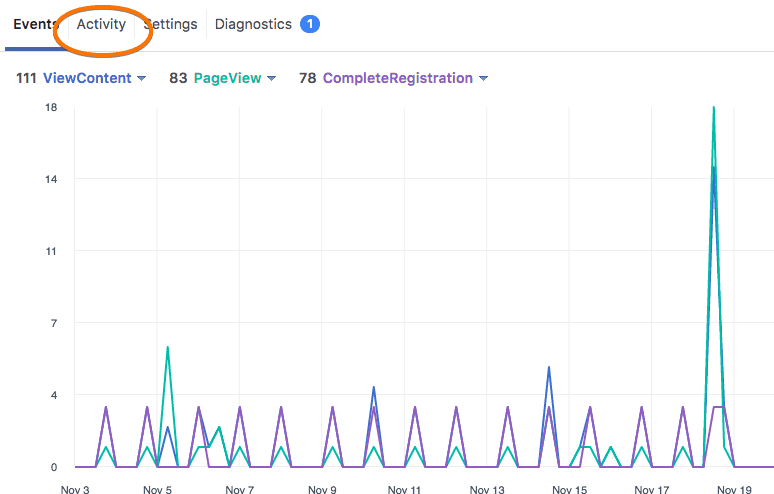 Events Activity Settings Diagnostics 1
111 ViewContent 83 PageView 78 CompleteRegistration
18
14
11
7
4
0
Nov 3 Nov 5 Nov 7 Nov 9 Nov 11 Nov 13 Nov 15 Nov 17 Nov 19